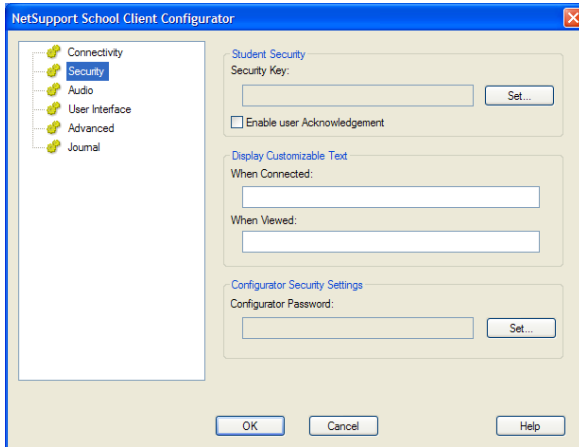 NetSupport School Client Configurator
Connectivity
Security
Audio
User Interface
Advanced
Journal
Student Security
Security Key:
Set...
Enable user Acknowledgement
Display Customizable Text
When Connected:
When Viewed:
Configurator Security Settings
Configurator Password:
Set...
OK Cancel Help